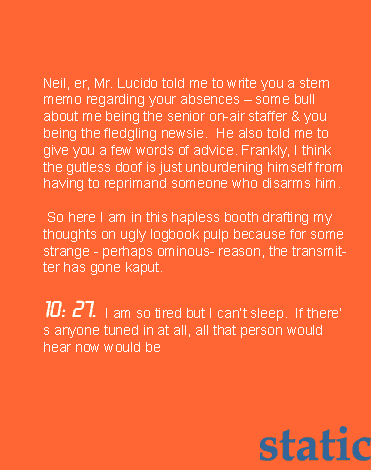 Neil, er, Mr. Lucido told me to write you a stern
memo regarding your absences – some bull
about me being the senior on-air staffer & you
being the fledgling newsie.  He also told me to
give you a few words of advice. Frankly, I think
the gutless doof is just unburdening himself from
having to reprimand someone who disarms him.
So here I am in this hapless booth drafting my
thoughts on ugly logbook pulp because for some
strange - perhaps ominous- reason, the transmit-
ter has gone kaput.
10: 27. I am so tired but I can't sleep.  If there'
s anyone tuned in at all, all that person would
hear now would be
static